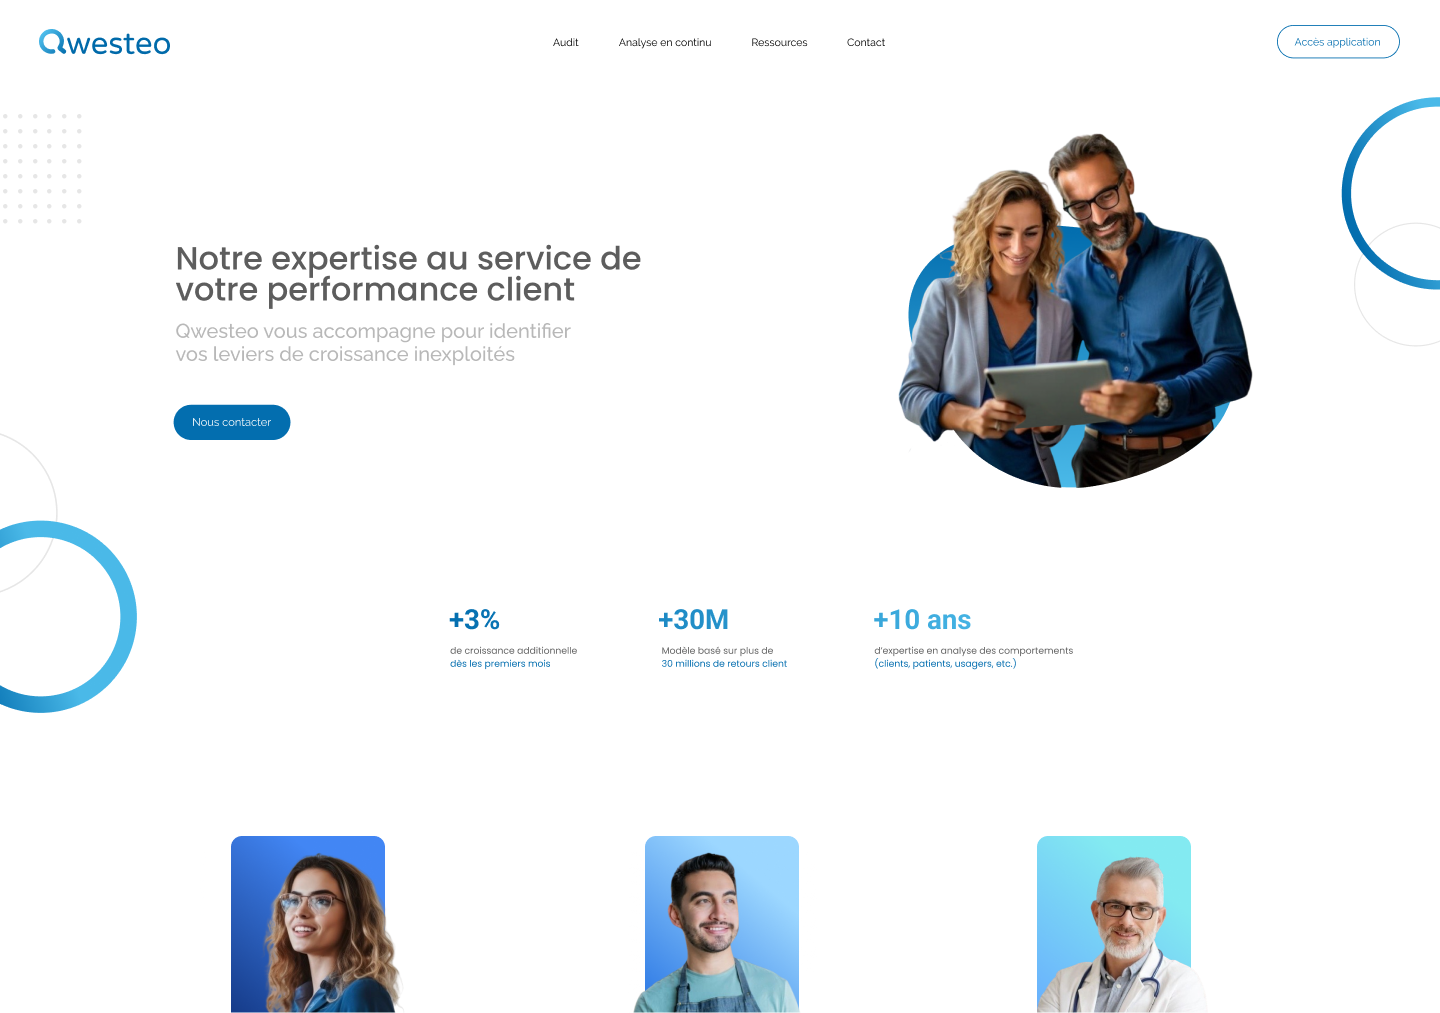 Qwesteo
Audit
Analyse en continu
Ressources
Contact
Accès application
Notre expertise au service de
votre performance client
Qwesteo vous accompagne pour identifier
vos leviers de croissance inexploités
Nous contacter
+3%
de croissance additionnelle
dès les premiers mois
+30M
Modèle basé sur plus de
30 millions de retours client
+10 ans
d'expertise en analyse des comportements
(clients, patients, usagers, etc.)